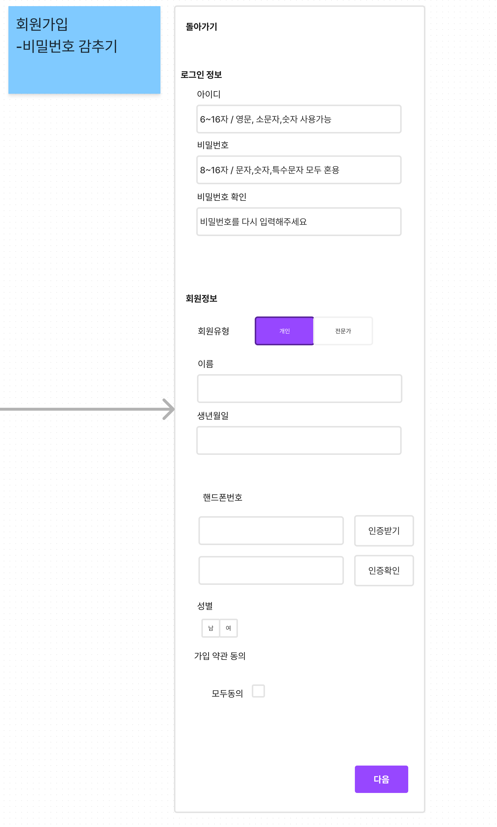 회원가입
-비밀번호 감추기
돌아가기
로그인 정보
아이디
6~16자 / 영문, 소문자,숫자 사용가능
비밀번호
8~16자 / 문자,숫자,특수문자 모두 혼용
비밀번호 확인
비밀번호를 다시 입력해주세요
회원정보
회원유형
개인
전문가
이름
생년월일
핸드폰번호
인증받기
인증확인
성별
남
여
가입 약관 동의
모두동의
다음